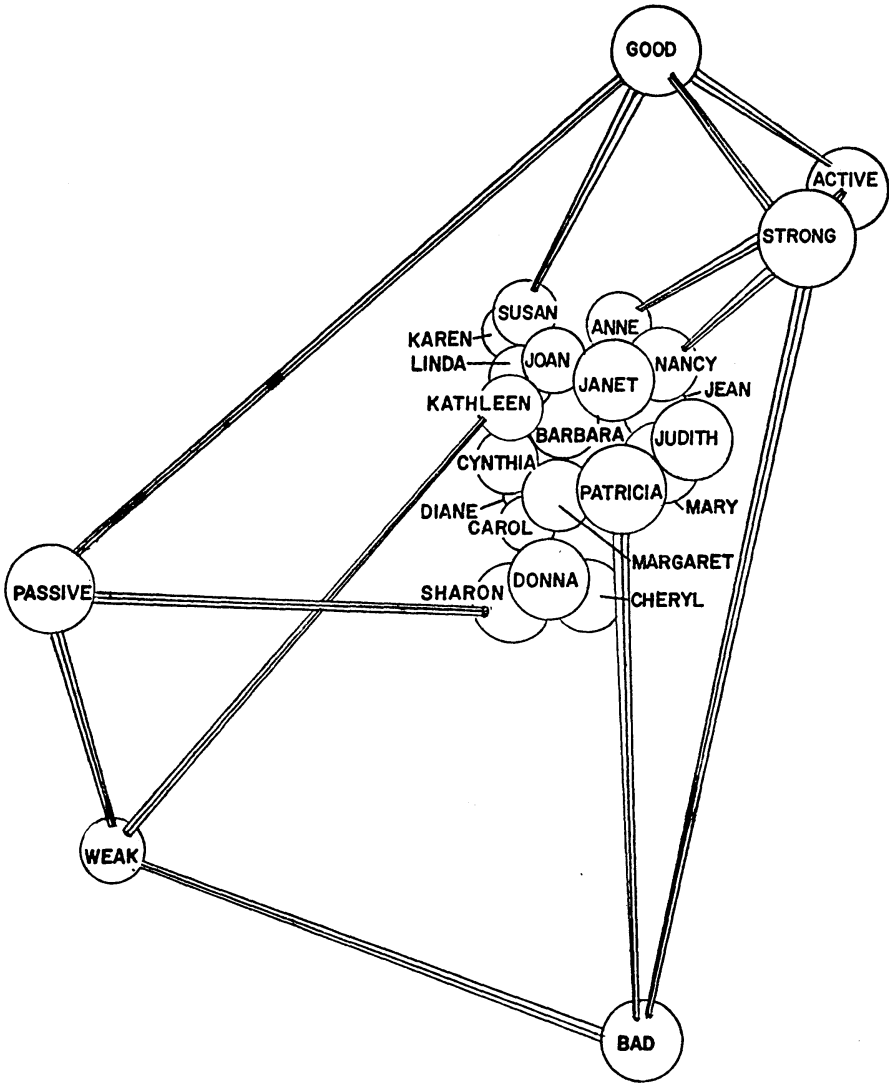 GOOD
ACTIVE
STRONG
SUSAN
ANNE
KAREN
LINDA
JOAN
NANCY
JANET
JEAN
KATHLEEN
BARBARA
JUDITH
CYNTHIA
PATRICIA
DIANE
CAROL
MARY
MARGARET
PASSIVE
SHARON
DONNA
CHERYL
WEAK
BAD